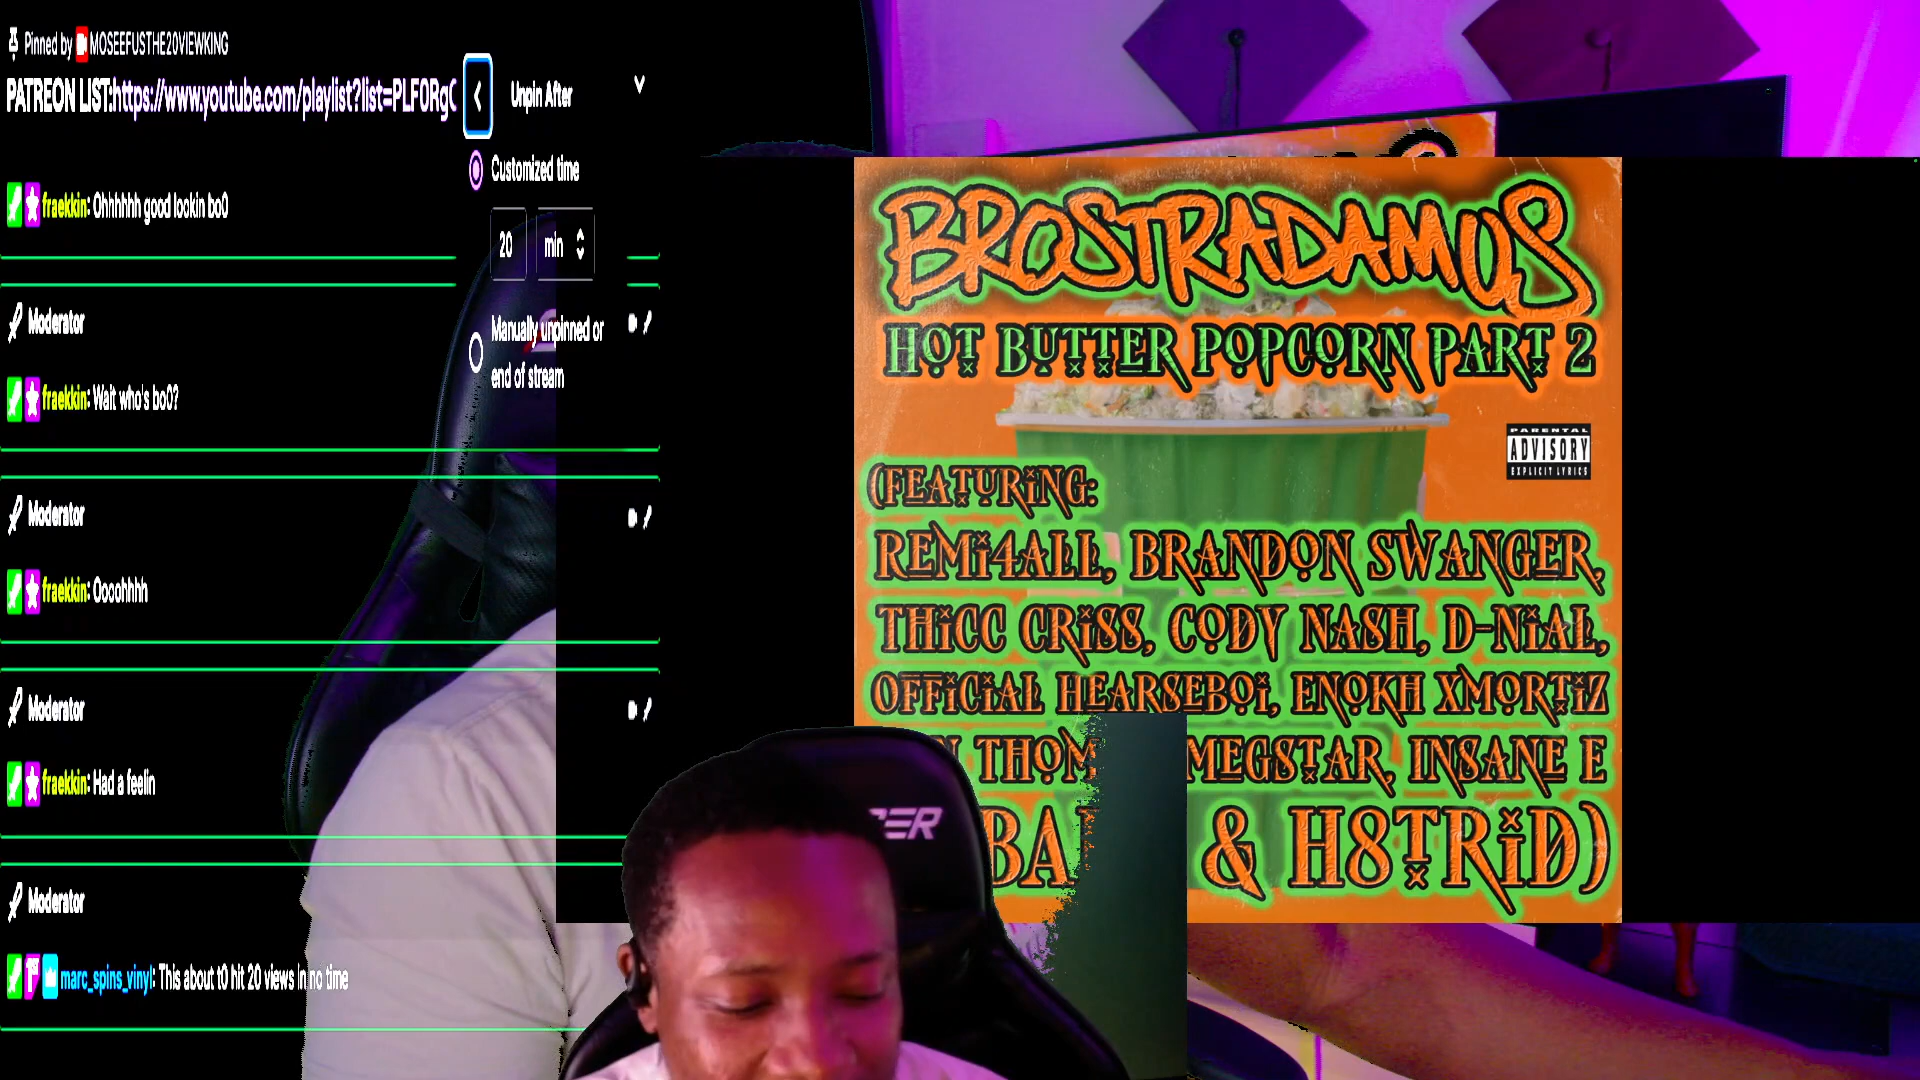 Pinned by MOSEEFUSTHE20VIEWKING
PATREON LIST:https://www.youtube.com/playlist?list=PLF0Rg
Unpin After
Customized time
20 min
Manually unpinned or
end of stream
fraekkin: Ohhhhhh good lookin bo0
Moderator
fraekkin: Wait who's bo0?
Moderator
fraekkin: Oooohhhh
Moderator
fraekkin: Had a feelin
Moderator
marc_spins_vinyl: This about t0 hit 20 views in no time
BROSTRADAMUS
HOT BUTTER POPCORN PART 2
PARENTAL
ADVISORY
EXPLICIT LYRICS
(FEATURiNG:
REMi4ALL, BRANDON SWANGER,
THiCC CRiSS, CODY NASH, D-NiAL,
OFFiCiAL HEARSEBOi, ENOKH XMORTiZ
THOM MEGSTAR, INSANE E
BA & H8TRiD)
ER